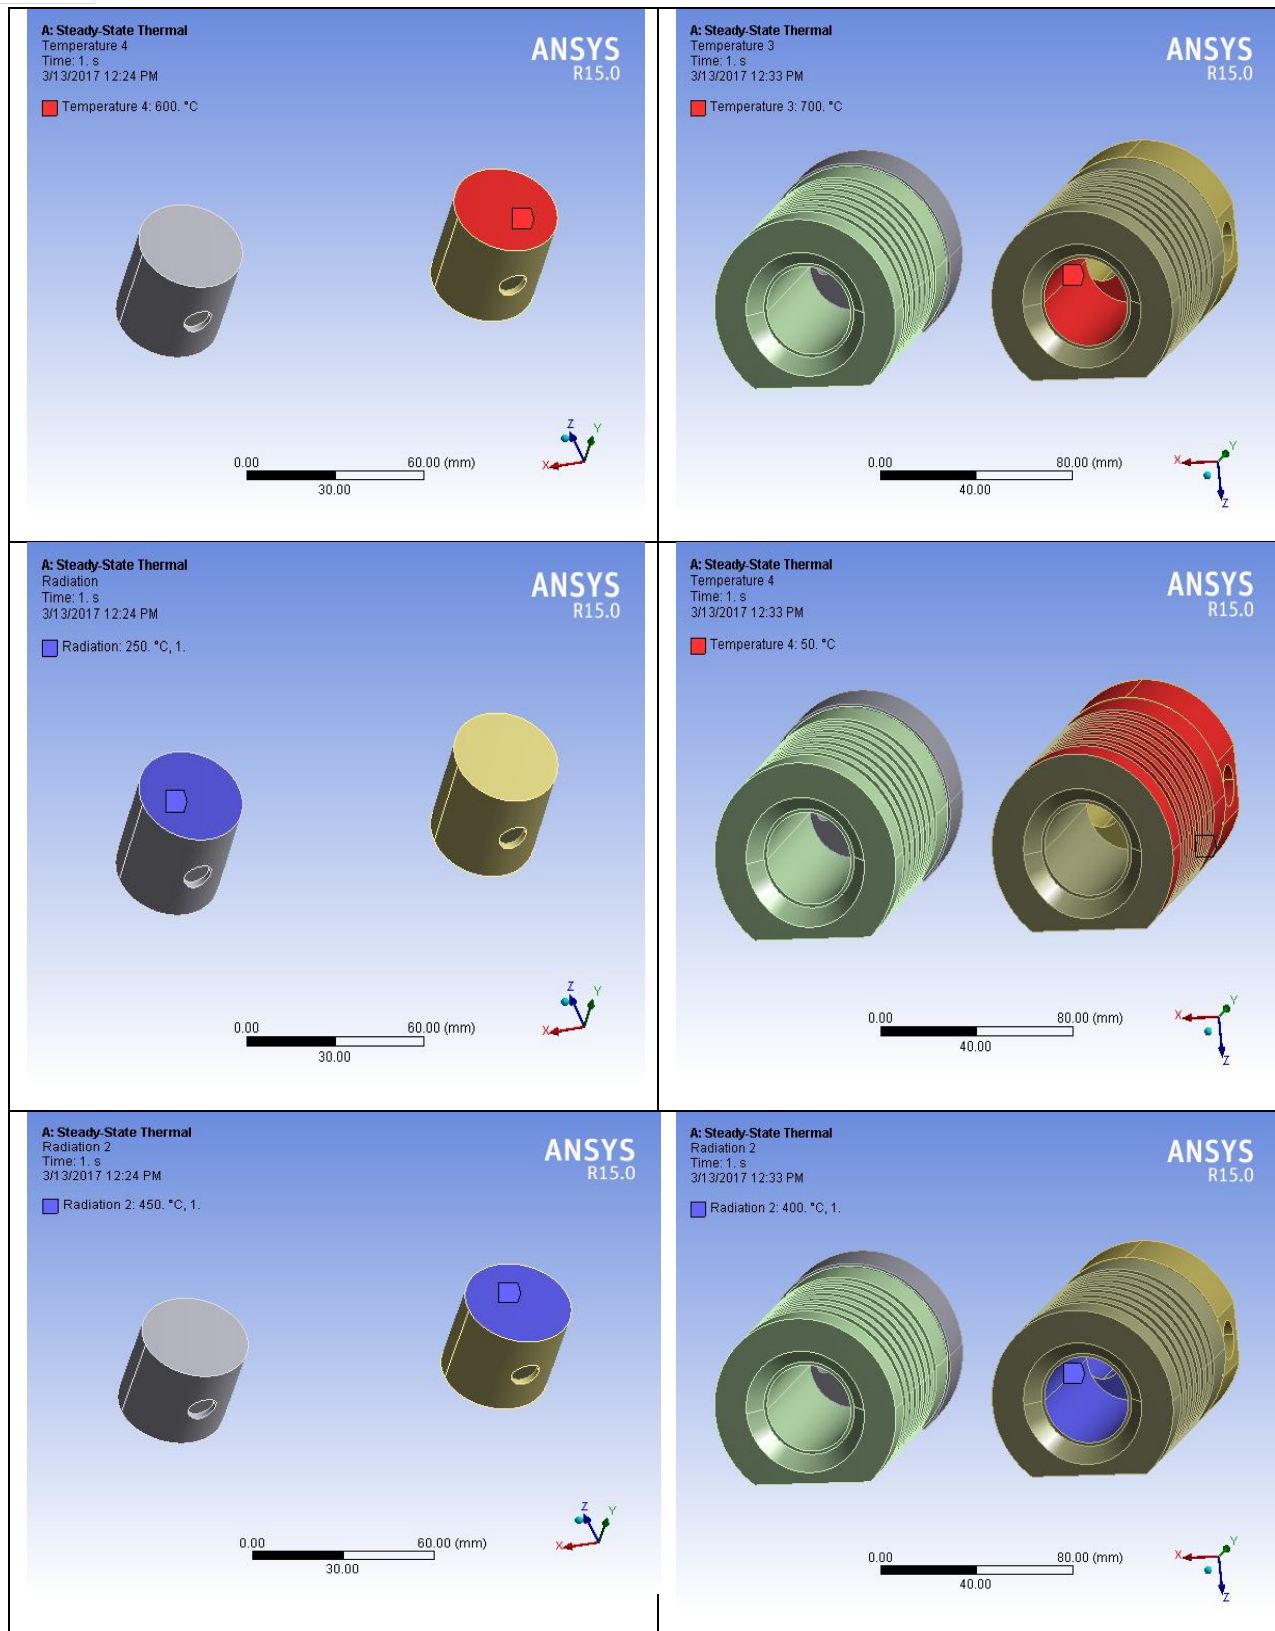 A: Steady-State Thermal
Temperature 4
Time: 1. s
3/13/2017 12:24 PM
ANSYS
R15.0
Temperature 4: 600. °C
Z
Y
X
0.00
60.00 (mm)
30.00
A: Steady-State Thermal
Temperature 3
Time: 1. s
3/13/2017 12:33 PM
ANSYS
R15.0
Temperature 3: 700. °C
Y
X
Z
0.00
80.00 (mm)
40.00
A: Steady-State Thermal
Radiation
Time: 1. s
3/13/2017 12:24 PM
ANSYS
R15.0
Radiation: 250. °C, 1.
Z
Y
X
0.00
60.00 (mm)
30.00
A: Steady-State Thermal
Temperature 4
Time: 1. s
3/13/2017 12:33 PM
ANSYS
R15.0
Temperature 4: 50. °C
Y
X
Z
0.00
80.00 (mm)
40.00
A: Steady-State Thermal
Radiation 2
Time: 1. s
3/13/2017 12:24 PM
ANSYS
R15.0
Radiation 2: 450. °C, 1.
Z
Y
X
0.00
60.00 (mm)
30.00
A: Steady-State Thermal
Radiation 2
Time: 1. s
3/13/2017 12:33 PM
ANSYS
R15.0
Radiation 2: 400. °C, 1.
Y
X
Z
0.00
80.00 (mm)
40.00